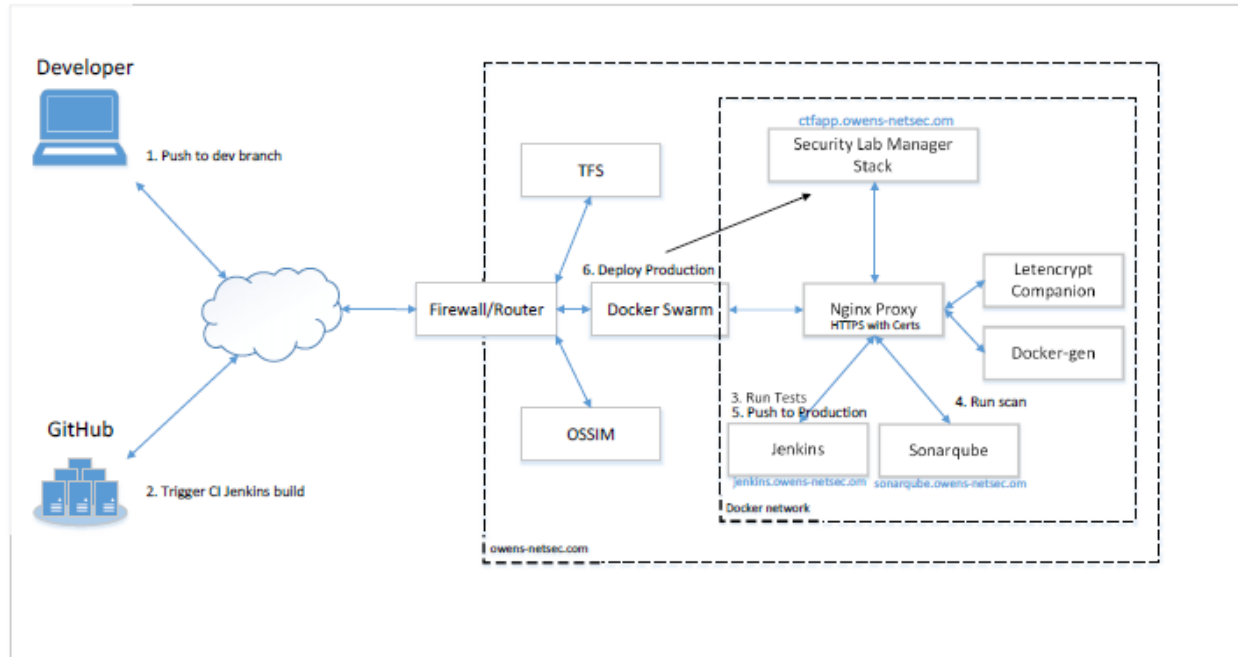 Developer
1. Push to dev branch
GitHub
2. Trigger CI Jenkins build
Firewall/Router
TFS
6. Deploy Production
Docker Swarm
OSSIM
ctfapp.owens-netsec.om
Security Lab Manager
Stack
Nginx Proxy
HTTPS with Certs
Letencrypt
Companion
Docker-gen
3. Run Tests
5. Push to Production
4. Run scan
Jenkins
jenkins.owens-netsec.om
Sonarqube
sonarqube.owens-netsec.om
Docker network
owens-netsec.com